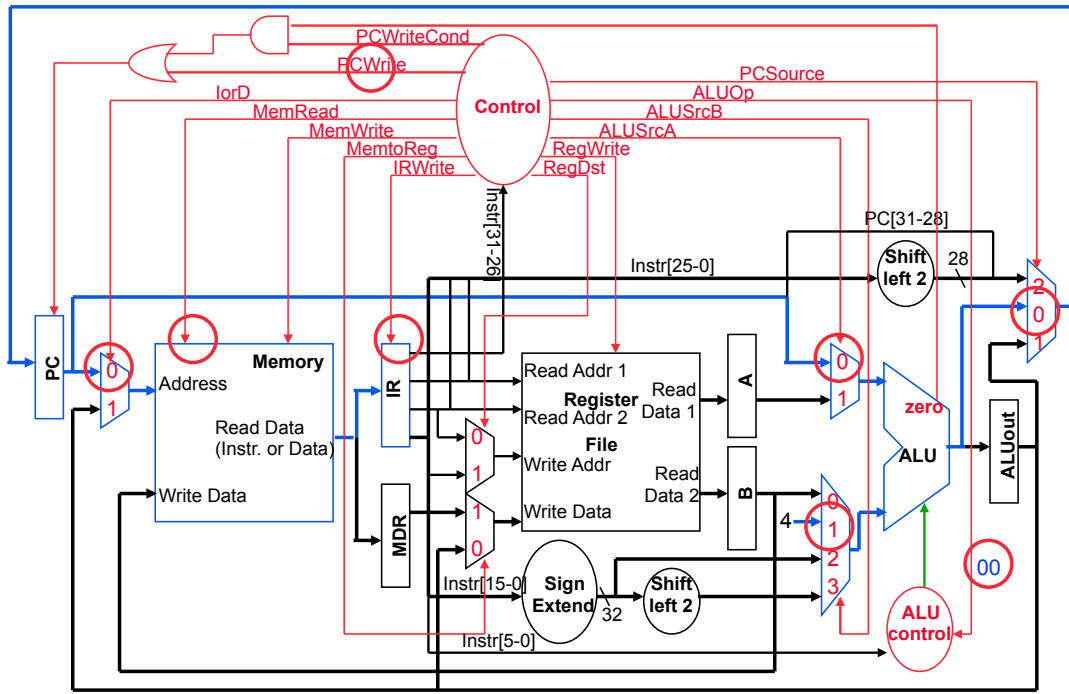 PCWriteCond
PCWrite
PCSource
IorD
Control
ALUOp
MemRead
ALUSrcB
MemWrite
ALUSrcA
MemtoReg
RegWrite
IRWrite
RegDst
Instr[31-26]
PC[31-28]
Instr[25-0]
Shift
left 2
28
2
0
1
PC
0
1
Memory
Address
Read Data
(Instr. or Data)
Write Data
IR
MDR
Read Addr 1
Register
Read Addr 2
File
Write Addr
Write Data
Read
Data 1
Read
Data 2
0
1
1
0
A
B
0
1
zero
ALU
ALUout
4
0
1
2
3
00
Instr[15-0]
Sign
Extend
32
Shift
left 2
ALU
control
Instr[5-0]